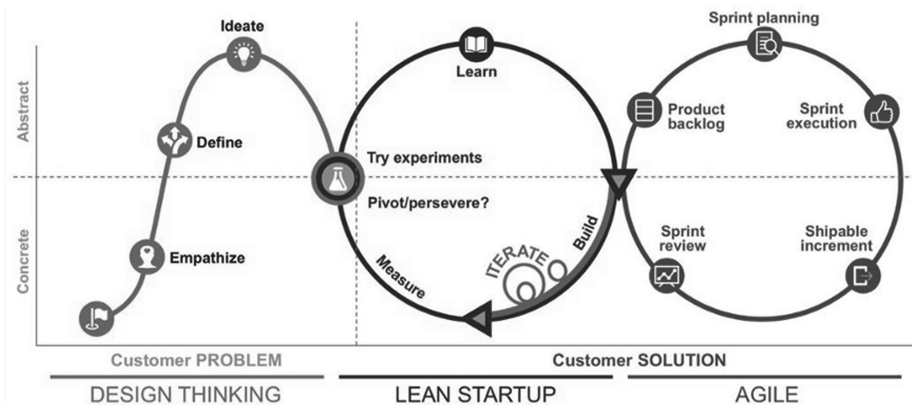 Abstract
Concrete
Ideate
Define
Empathize
Learn
Try experiments
Pivot/persevere?
Measure
ITERATE
Build
Sprint planning
Product
backlog
Sprint
execution
Sprint
review
Shipable
increment
Customer PROBLEM
Customer SOLUTION
DESIGN THINKING
LEAN STARTUP
AGILE